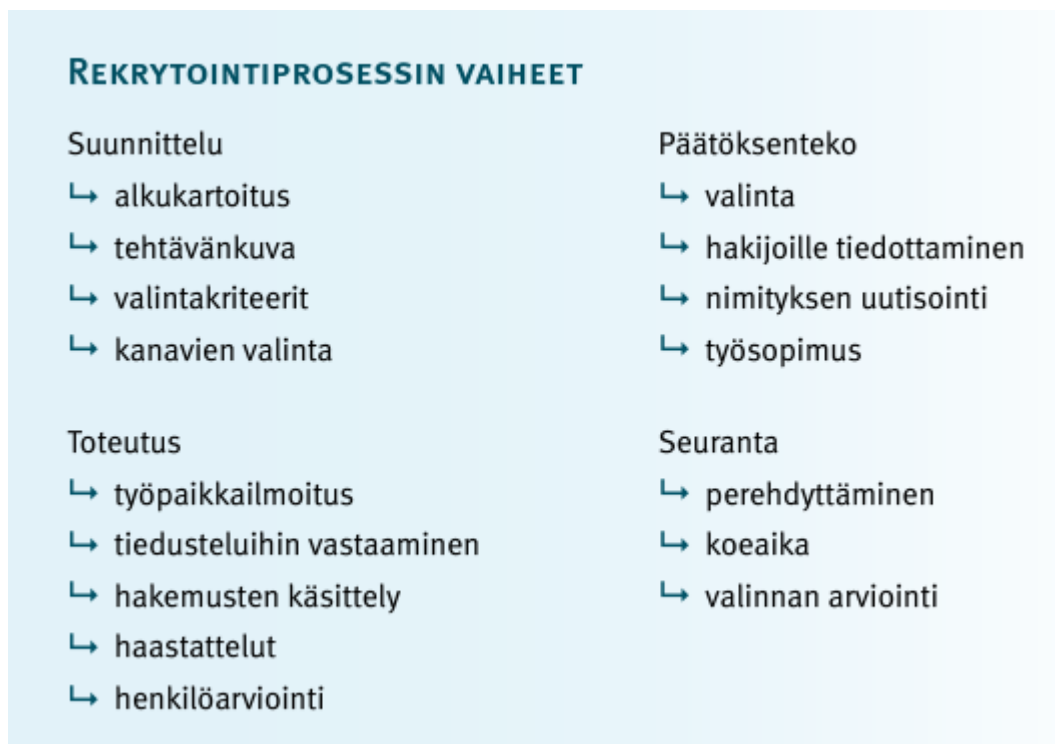 REKRYTOINTIPROSESSIN VAIHEET
Suunnittelu
↳ alkukartoitus
↳ tehtävänkuva
↳ valintakriteerit
↳ kanavien valinta
Toteutus
↳ työpaikkailmoitus
↳ tiedusteluihin vastaaminen
↳ hakemusten käsittely
↳ haastattelut
↳ henkilöarviointi
Päätöksenteko
↳ valinta
↳ hakijoille tiedottaminen
↳ nimityksen uutisointi
↳ työsopimus
Seuranta
↳ perehdyttäminen
↳ koeaika
↳ valinnan arviointi